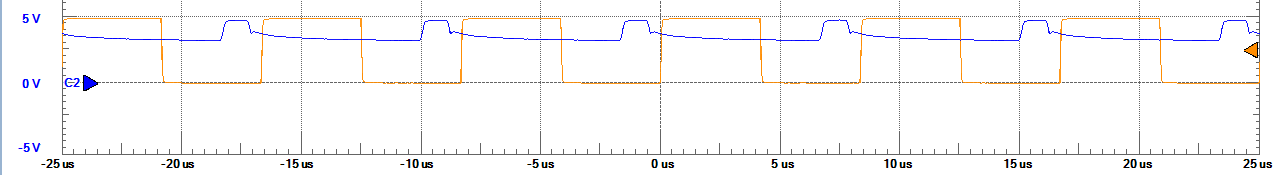 5 V
0 V
C2
-5 V
-25 us
-20 us
-15 us
-10 us
-5 us
0 us
5 us
10 us
15 us
20 us
25 us